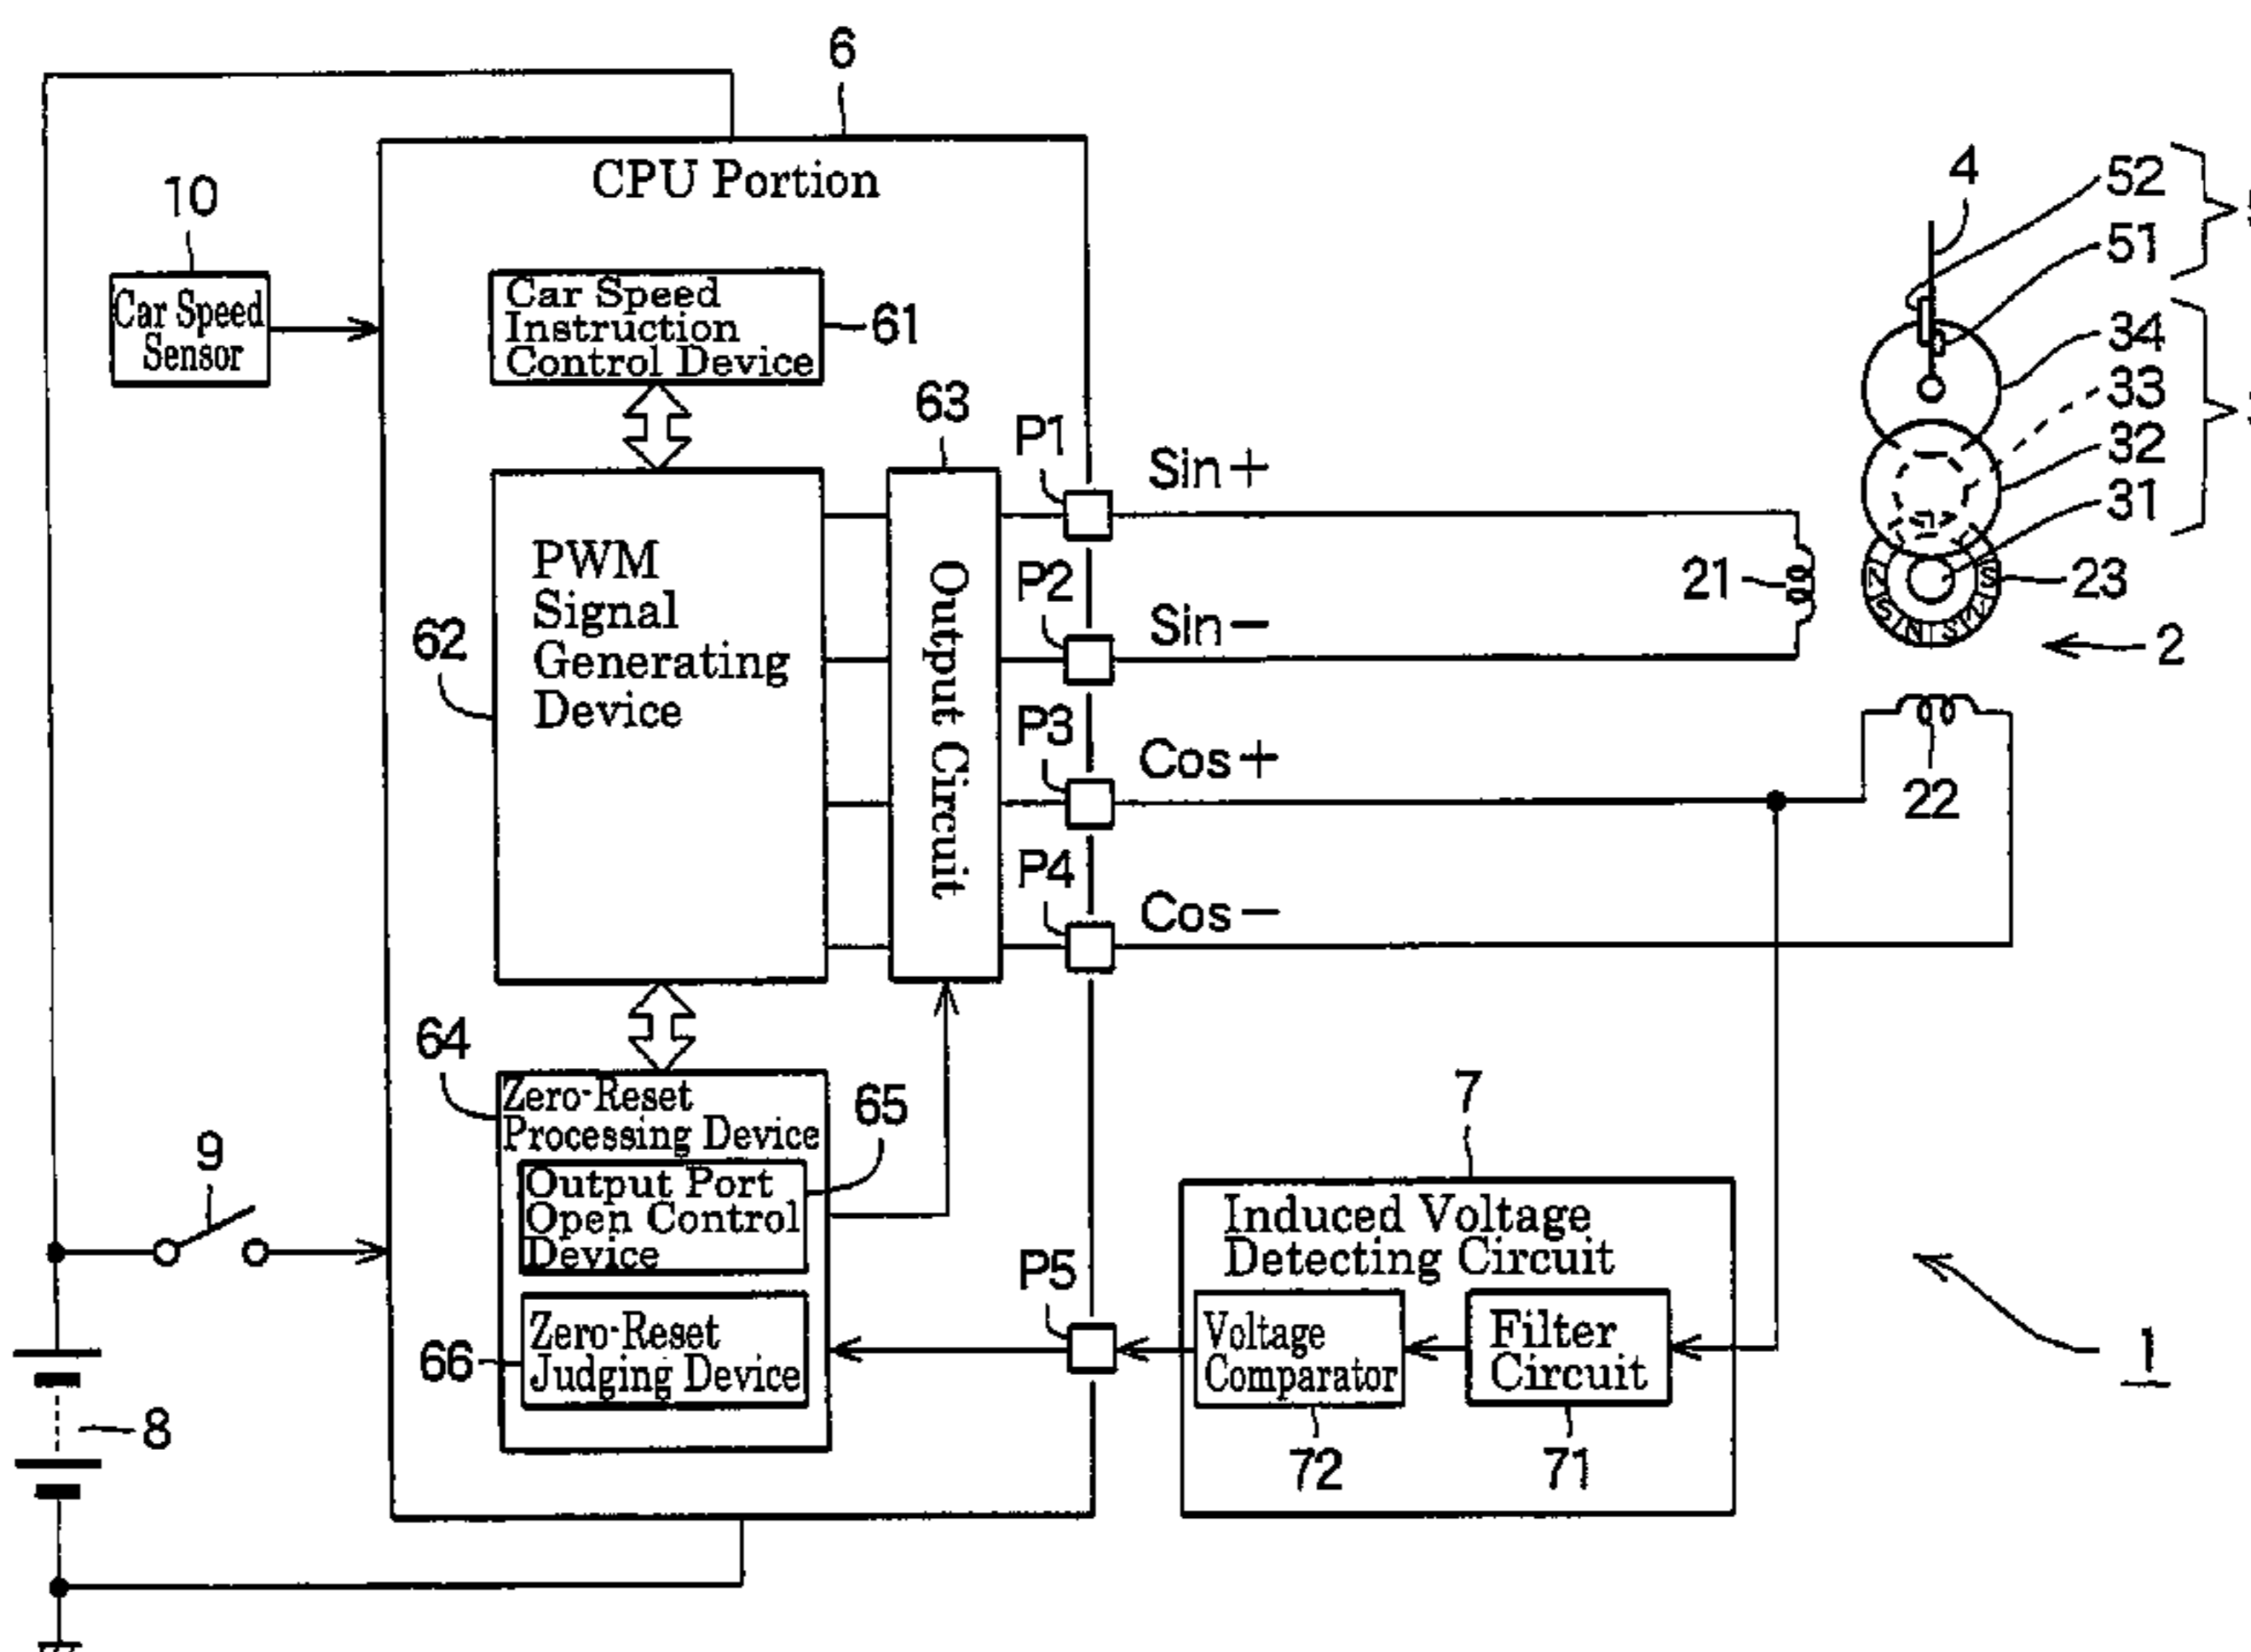 6
CPU Portion
10
Car Speed
Sensor
Car Speed
Instruction
Control Device
61
63
62
PWM
Signal
Generating
Device
Output Circuit
P1
Sin+
P2
Sin-
P3
Cos+
P4
Cos-
4
52
51
34
33
32
31
21
23
N
S
S
N
S
N
2
22
64
Zero-Reset
Processing Device
65
Output Port
Open Control
Device
66
Zero-Reset
Judging Device
P5
7
Induced Voltage
Detecting Circuit
Voltage
Comparator
Filter
Circuit
72
71
9
8
1